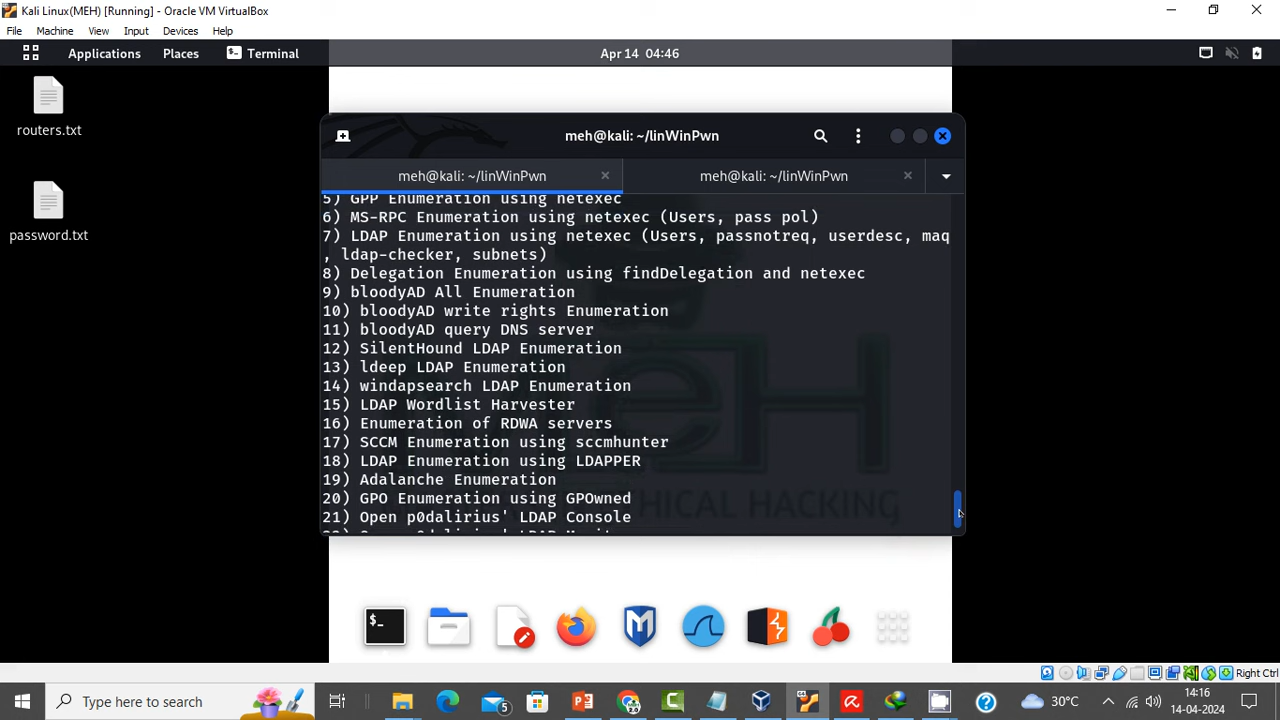 Kali Linux(MEH) [Running] - Oracle VM VirtualBox
File Machine View Input Devices Help
Applications Places Terminal Apr 14 04:46
routers.txt
password.txt
meh@kali: ~/linWinPwn
meh@kali: ~/linWinPwn meh@kali: ~/linWinPwn
5) GPP Enumeration using netexec
6) MS-RPC Enumeration using netexec (Users, pass pol)
7) LDAP Enumeration using netexec (Users, passnotreq, userdesc, maq
, ldap-checker, subnets)
8) Delegation Enumeration using findDelegation and netexec
9) bloodyAD All Enumeration
10) bloodyAD write rights Enumeration
11) bloodyAD query DNS server
12) SilentHound LDAP Enumeration
13) ldeep LDAP Enumeration
14) windapsearch LDAP Enumeration
15) LDAP Wordlist Harvester
16) Enumeration of RDWA servers
17) SCCM Enumeration using sccmhunter
18) LDAP Enumeration using LDAPPER
19) Adalanche Enumeration
20) GPO Enumeration using GPOwned
21) Open p0dalirius' LDAP Console
$_
Right Ctrl
Type here to search
5
30°C
14:16
14-04-2024